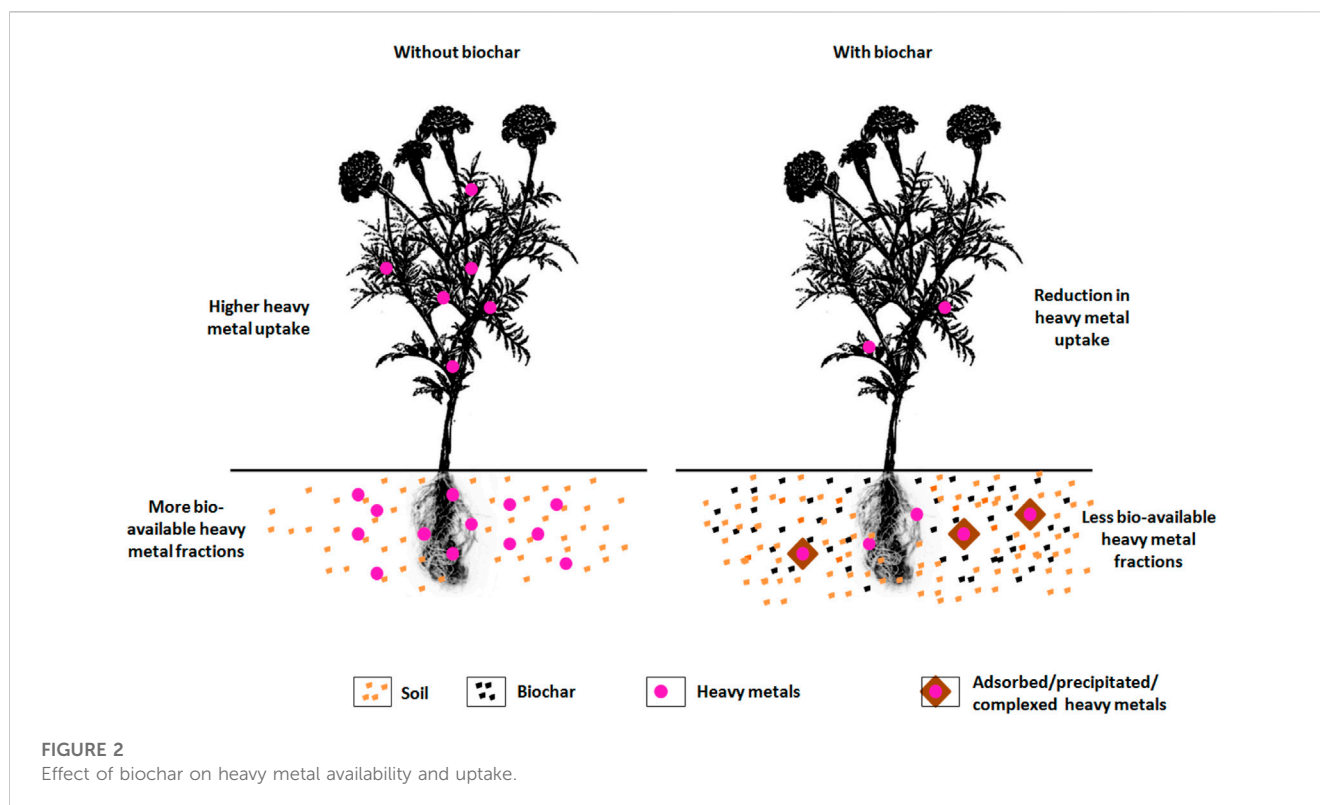 Without biochar
With biochar
Higher heavy
metal uptake
Reduction in
heavy metal
uptake
More bio-
available heavy
metal fractions
Less bio-available
heavy metal
fractions
Soil
Biochar
Heavy metals
Adsorbed/precipitated/
complexed heavy metals
FIGURE 2
Effect of biochar on heavy metal availability and uptake.